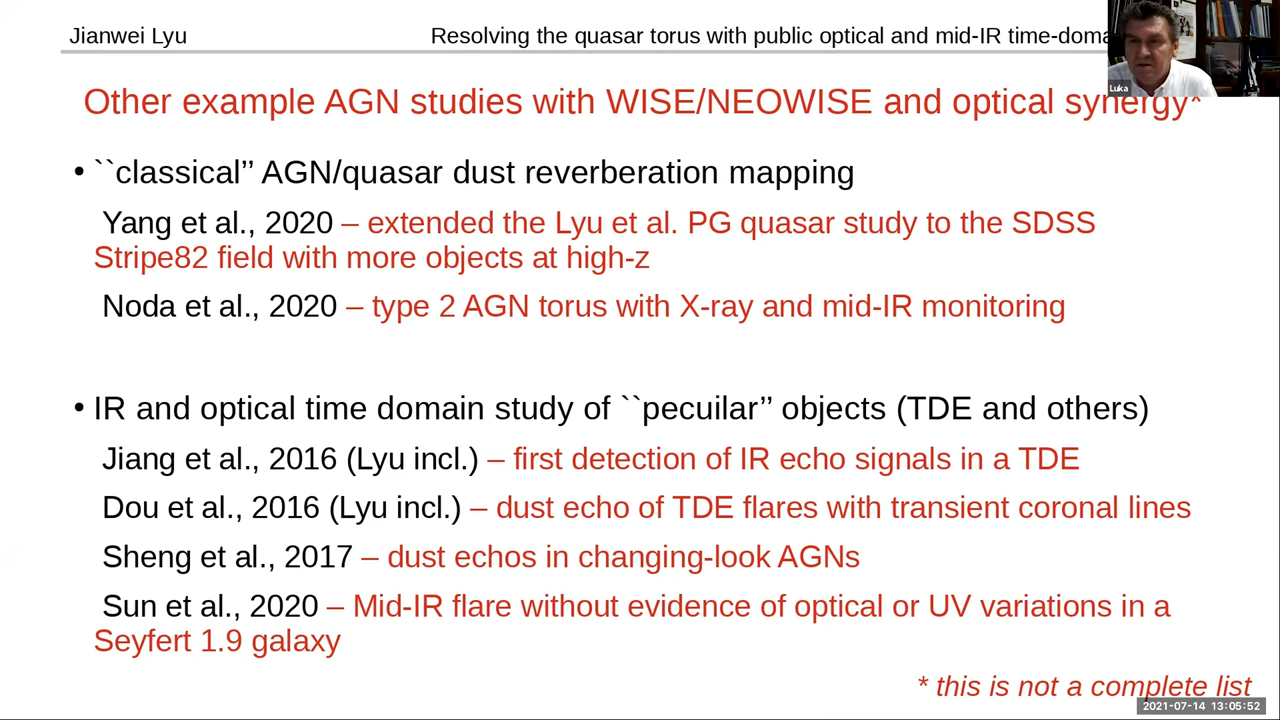 Jianwei Lyu
Resolving the quasar torus with public optical and mid-IR
Luka
Other example AGN studies with WISE/NEOWISE and optical synergy*
• ``classical’’ AGN/quasar dust reverberation mapping
Yang et al., 2020 – extended the Lyu et al. PG quasar study to the SDSS
Stripe82 field with more objects at high-z
Noda et al., 2020 – type 2 AGN torus with X-ray and mid-IR monitoring
• IR and optical time domain study of ``pecuilar’’ objects (TDE and others)
Jiang et al., 2016 (Lyu incl.) – first detection of IR echo signals in a TDE
Dou et al., 2016 (Lyu incl.) – dust echo of TDE flares with transient coronal lines
Sheng et al., 2017 – dust echos in changing-look AGNs
Sun et al., 2020 – Mid-IR flare without evidence of optical or UV variations in a
Seyfert 1.9 galaxy
* this is not a complete list
2021-07-14 13:05:52